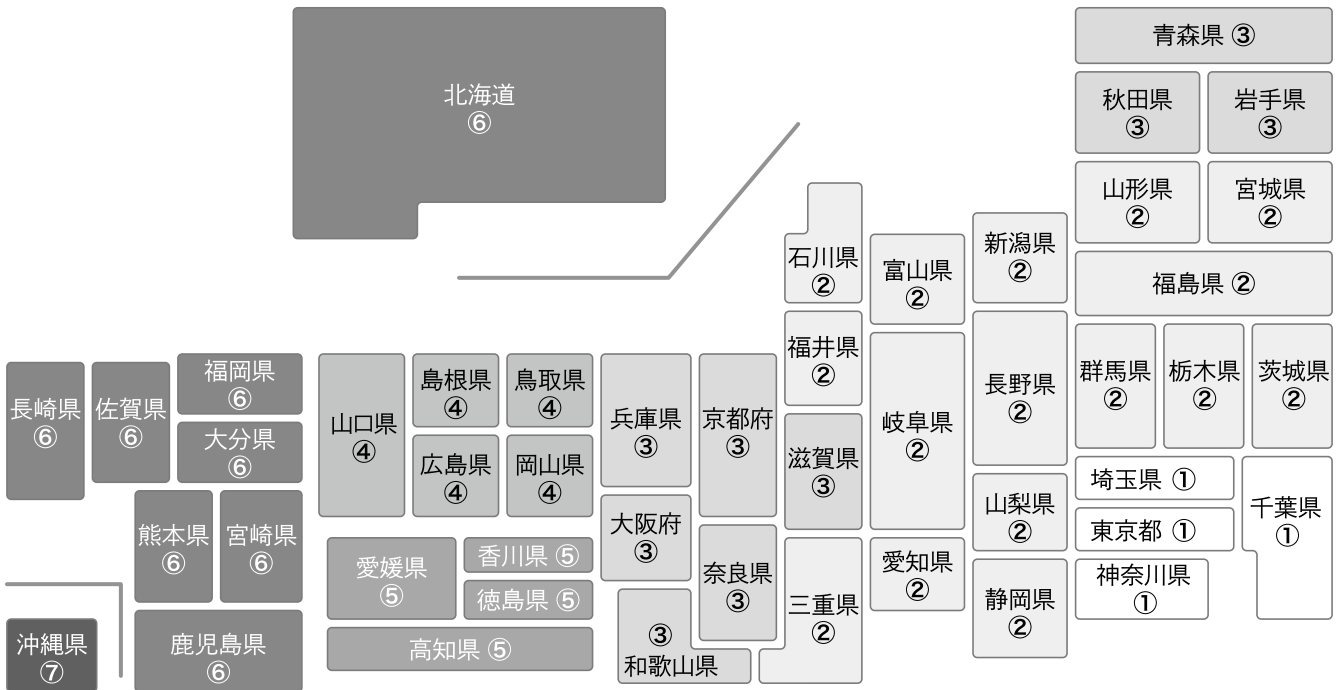 北海道
⑥
青森県 ③
秋田県
③
岩手県
③
山形県
②
宮城県
②
福島県 ②
石川県
②
富山県
②
新潟県
②
福井県
②
岐阜県
②
長野県
②
群馬県
②
栃木県
②
茨城県
②
埼玉県 ①
東京都 ①
神奈川県
①
千葉県
①
山梨県
②
静岡県
②
愛知県
②
三重県
②
滋賀県
③
京都府
③
兵庫県
③
大阪府
③
奈良県
③
③
和歌山県
鳥取県
④
島根県
④
岡山県
④
広島県
④
山口県
④
香川県 ⑤
徳島県 ⑤
愛媛県
⑤
高知県 ⑤
福岡県
⑥
大分県
⑥
佐賀県
⑥
長崎県
⑥
熊本県
⑥
宮崎県
⑥
鹿児島県
⑥
沖縄県
⑦